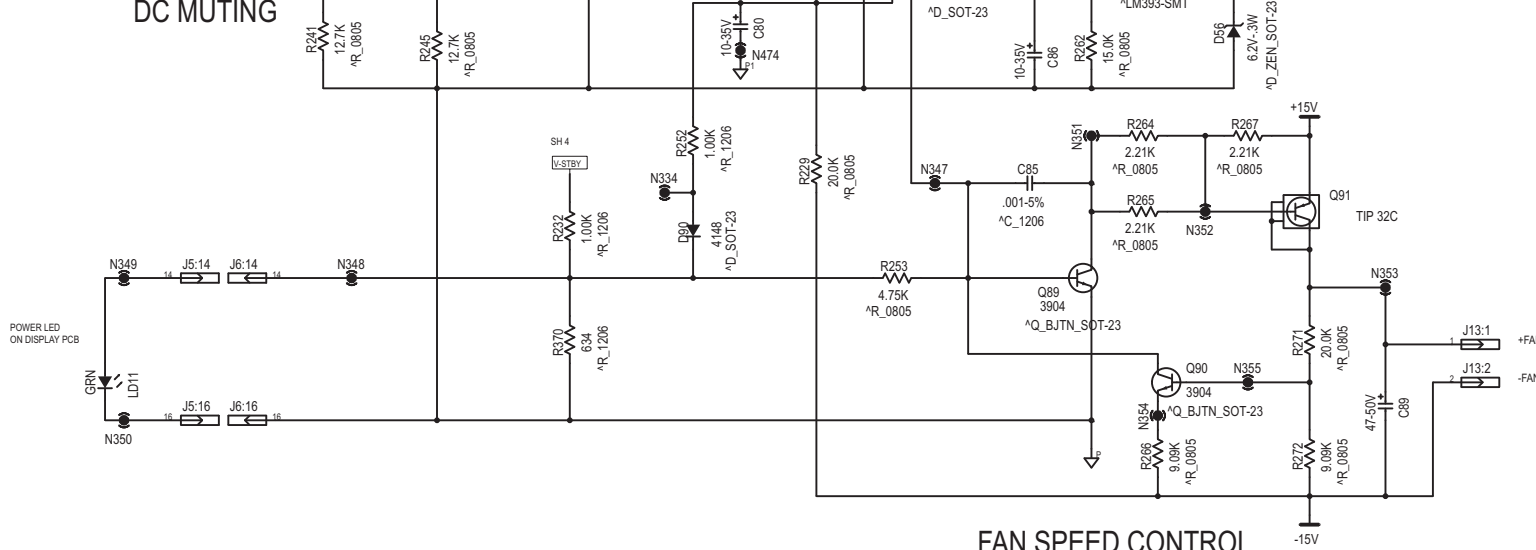 DC MUTING
R241
12.7K
^R_0805
R245
12.7K
^R_0805
10-35V
+
C80
N474
P1
^D_SOT-23
10-35V
+
C86
^LM393-SMT
R262
15.0K
^R_0805
D56
6.2V-.3W
^D_ZEN_SOT-23
R252
1.00K
^R_1206
SH 4
V-STBY
N334
R229
20.0K
^R_0805
N347
C85
.001-5%
^C_1206
N351
R264
2.21K
^R_0805
R267
2.21K
^R_0805
+15V
R265
2.21K
^R_0805
N352
Q91
TIP 32C
R232
1.00K
^R_1206
D90
4148
^D_SOT-23
N349
14
J5:14
J6:14
14
N348
R253
4.75K
^R_0805
Q89
3904
^Q_BJTN_SOT-23
N353
POWER LED
ON DISPLAY PCB
GRN
LD11
R370
634
^R_1206
R271
20.0K
^R_0805
1
J13:1
2
J13:2
Q90
3904
^Q_BJTN_SOT-23
N355
N354
R266
9.09K
^R_0805
R272
9.09K
^R_0805
47-50V
+
C89
N350
16
J5:16
J6:16
16
P
-15V
FAN SPEED CONTROL